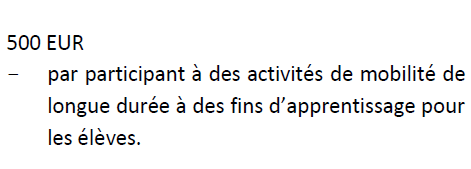 500 EUR
− par participant à des activités de mobilité de
longue durée à des fins d’apprentissage pour
les élèves.